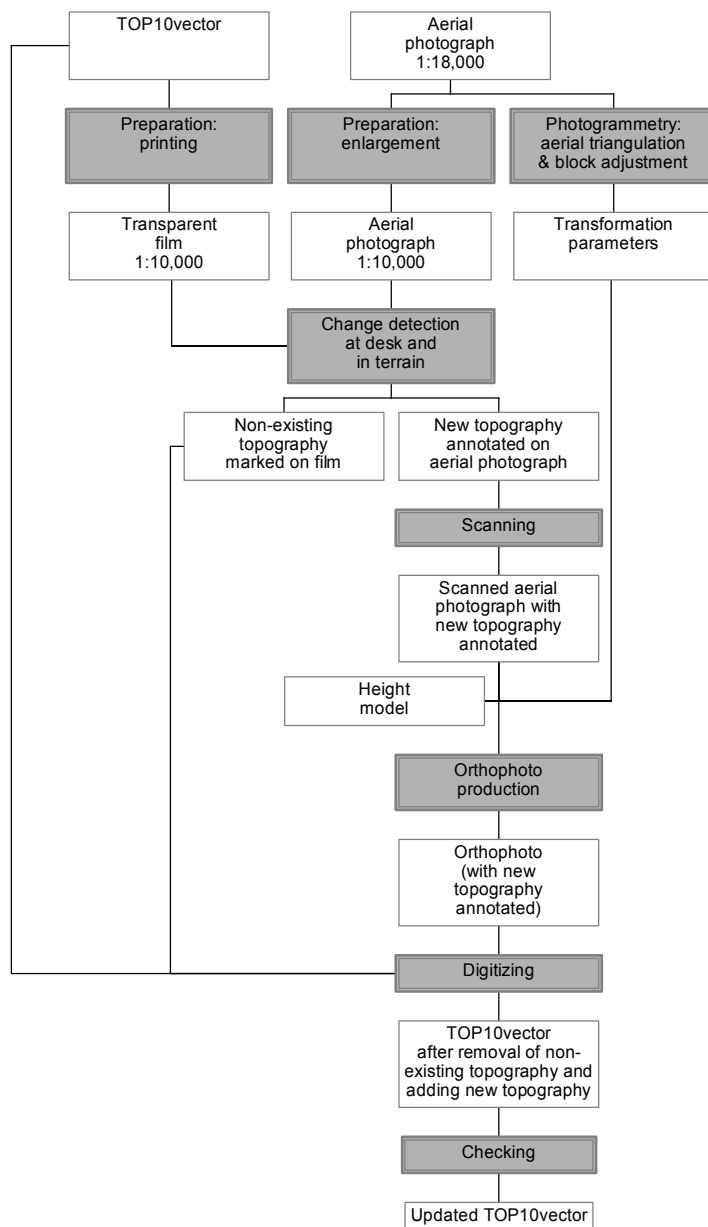 TOP10vector
Aerial
photograph
1:18,000
Preparation:
printing
Preparation:
enlargement
Photogrammetry:
aerial triangulation
& block adjustment
Transparent
film
1:10,000
Aerial
photograph
1:10,000
Transformation
parameters
Change detection
at desk and
in terrain
Non-existing
topography
marked on film
New topography
annotated on
aerial photograph
Scanning
Scanned aerial
photograph with
new topography
annotated
Height
model
Orthophoto
production
Orthophoto
(with new
topography
annotated)
Digitizing
TOP10vector
after removal of non-
existing topography and
adding new topography
Checking
Updated TOP10vector